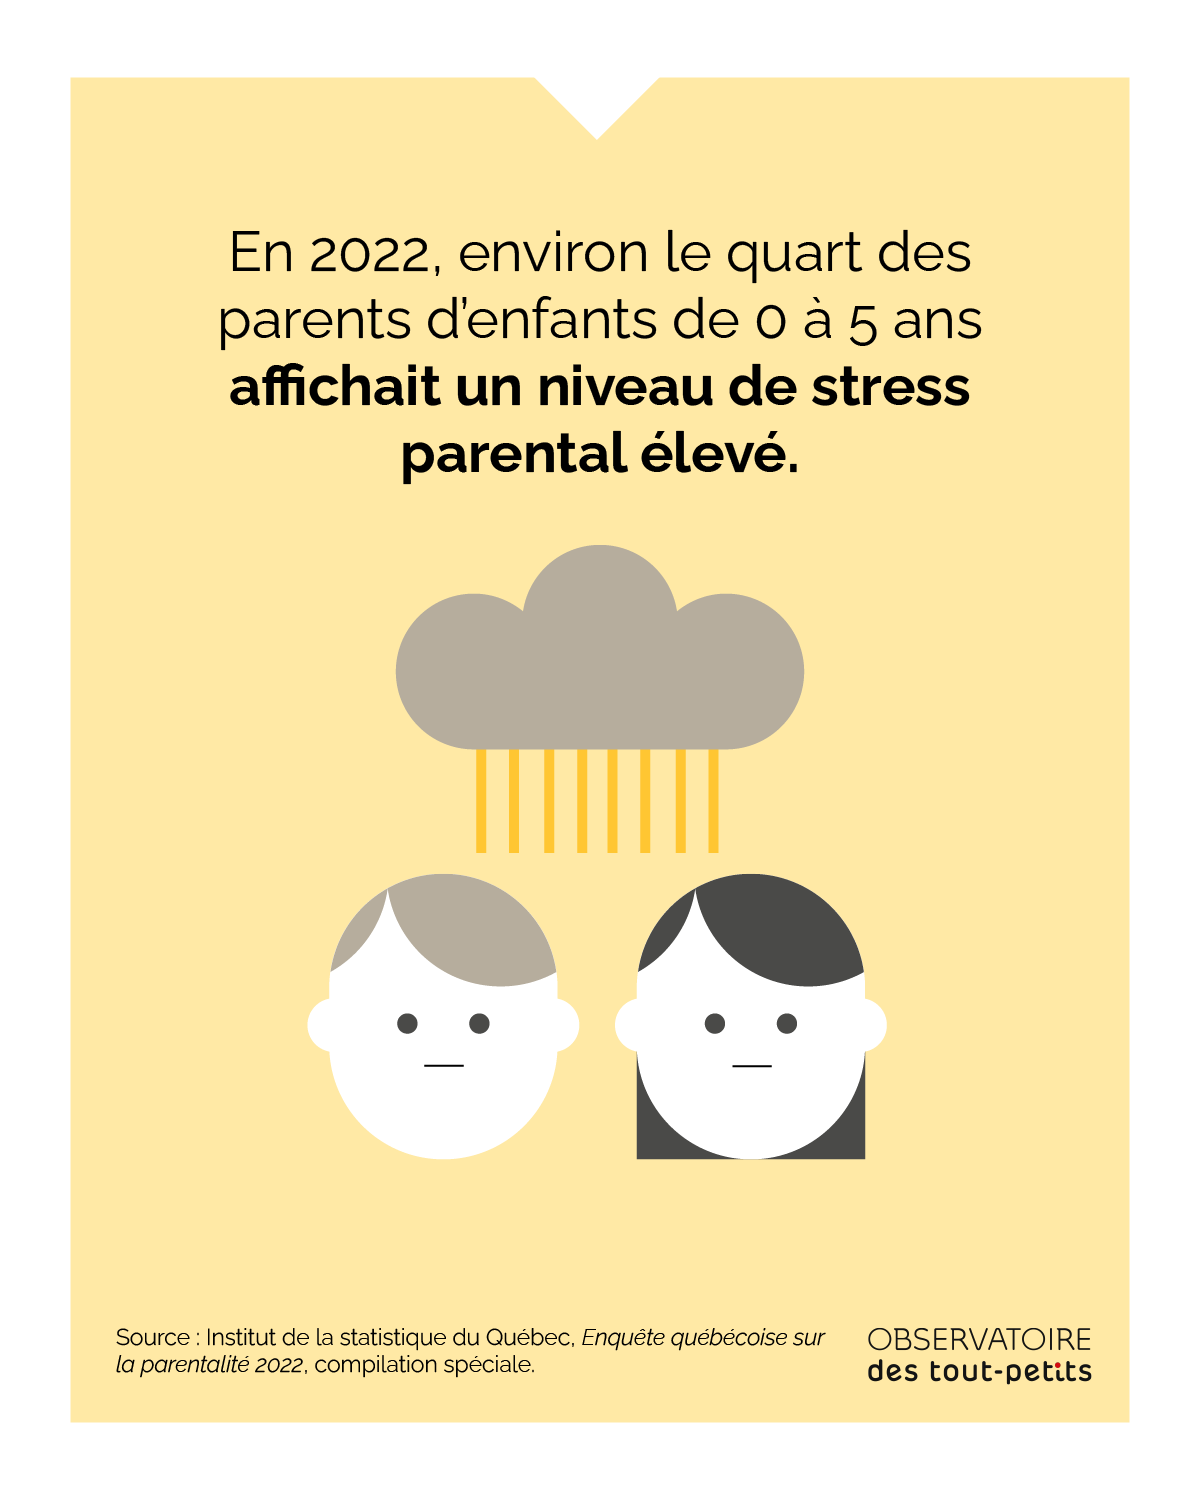 En 2022, environ le quart des
parents d’enfants de 0 à 5 ans
affichait un niveau de stress
parental élevé.
Source : Institut de la statistique du Québec, Enquête québécoise sur
la parentalité 2022, compilation spéciale.
OBSERVATOIRE
des tout-petits